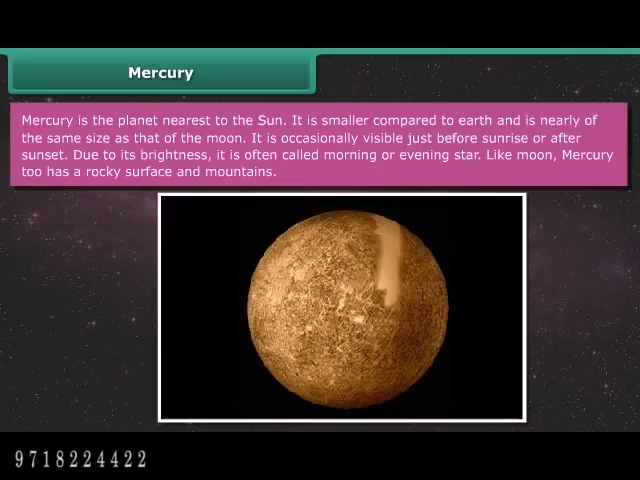 Mercury
Mercury is the planet nearest to the Sun. It is smaller compared to earth and is nearly of
the same size as that of the moon. It is occasionally visible just before sunrise or after
sunset. Due to its brightness, it is often called morning or evening star. Like moon, Mercury
too has a rocky surface and mountains.
9718224422